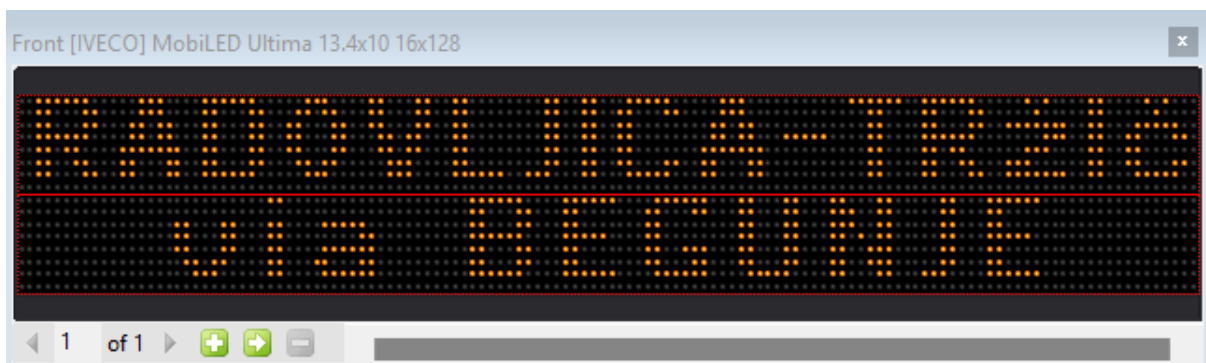 Front [IVECO] MobiLED Ultima 13.4x10 16x128
x
RADOVLJICA-TRŽIČ
via BEGUNJE
1 of 1